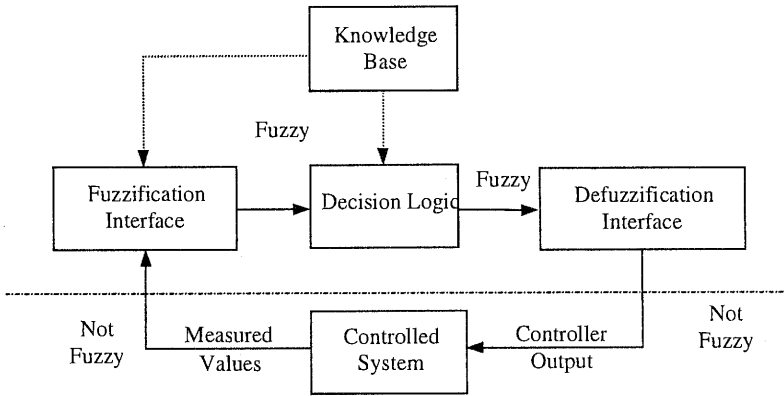 Knowledge
Base
Fuzzy
Fuzzification
Interface
Decision Logic
Fuzzy
Defuzzification
Interface
Not
Fuzzy
Measured
Values
Controlled
System
Controller
Output
Not
Fuzzy